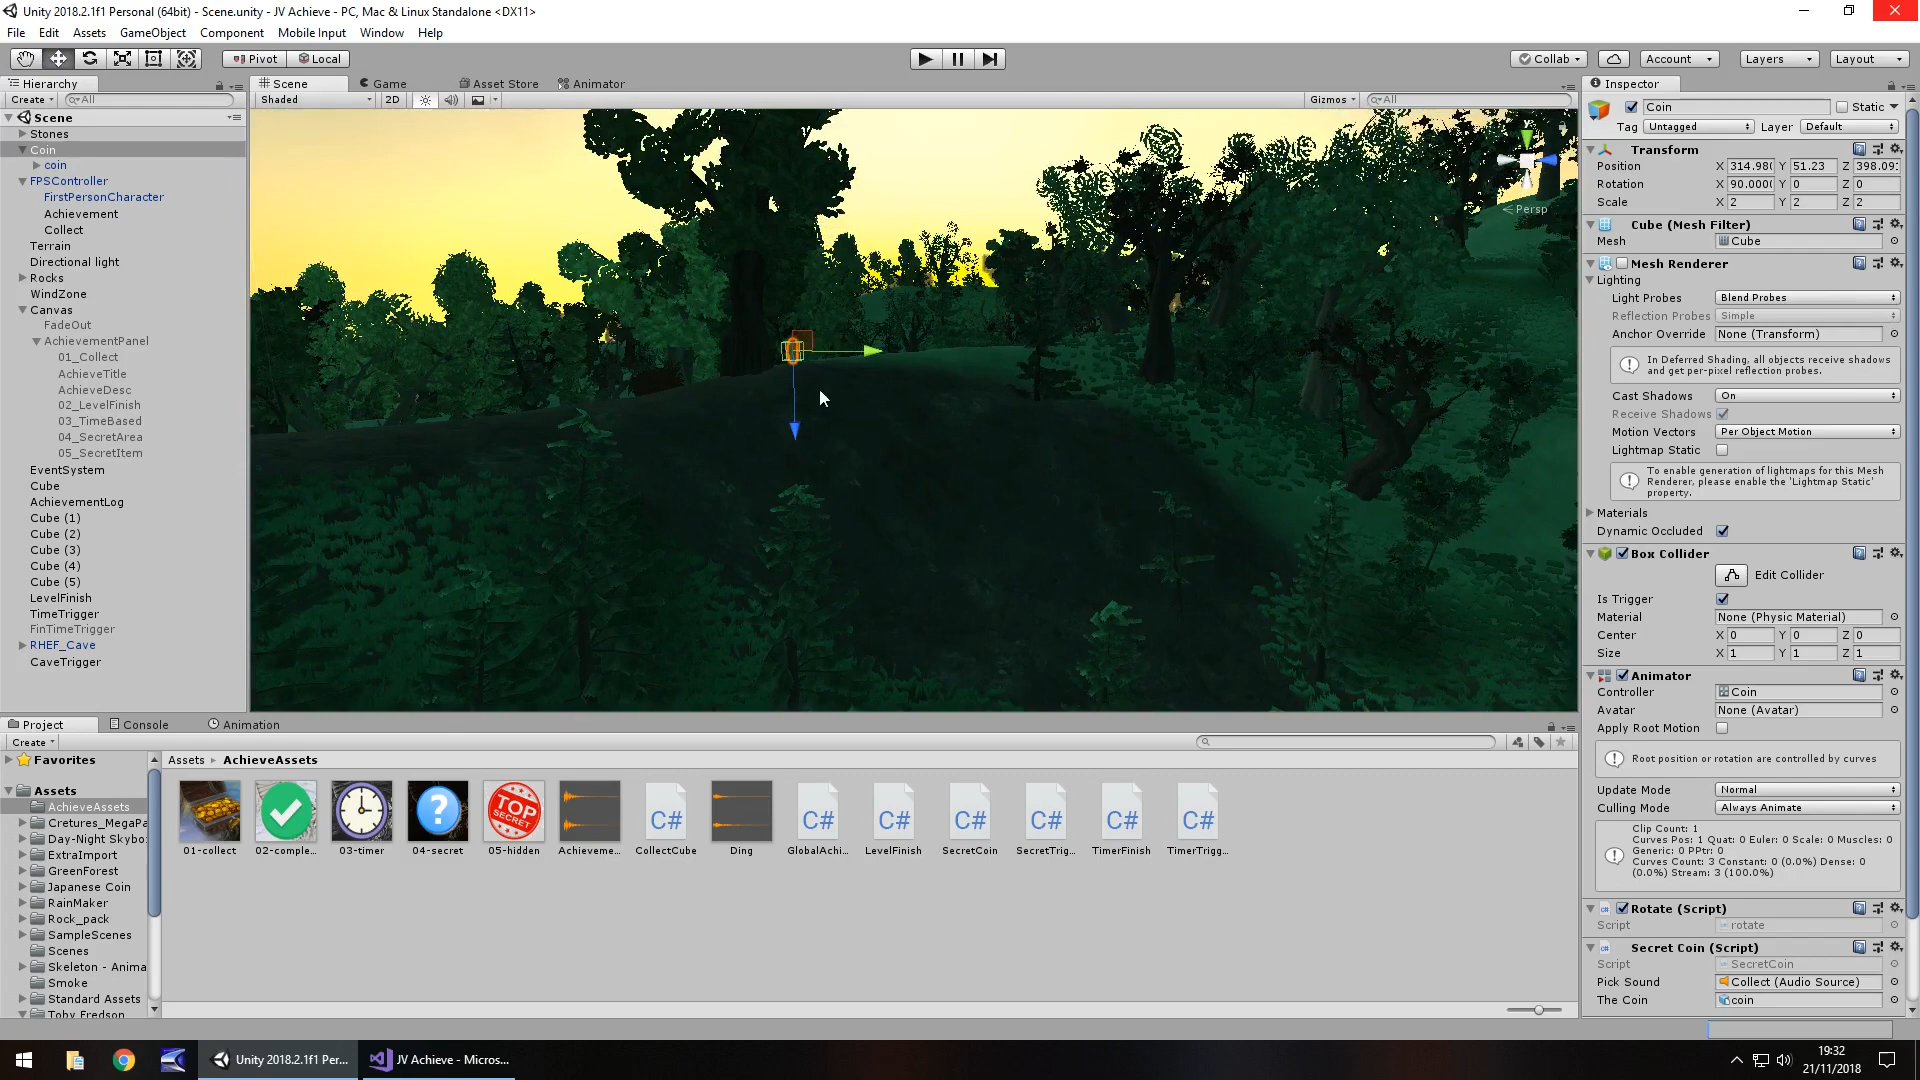 Unity 2018.2.1f1 Personal (64bit) - Scene.unity - JV Achieve - PC, Mac & Linux Standalone <DX11>
File Edit Assets GameObject Component Mobile Input Window Help
Pivot Local Collab Account Layers Layout
Hierarchy
Create All
Scene
Stones
Coin
coin
FPSController
FirstPersonCharacter
Achievement
Collect
Terrain
Directional light
Rocks
WindZone
Canvas
FadeOut
AchievementPanel
01_Collect
AchieveTitle
AchieveDesc
02_LevelFinish
03_TimeBased
04_SecretArea
05_SecretItem
EventSystem
Cube
AchievementLog
Cube (1)
Cube (2)
Cube (3)
Cube (4)
Cube (5)
LevelFinish
TimeTrigger
FinTimeTrigger
RHEF_Cave
CaveTrigger
Scene Game Asset Store Animator
Shaded 2D Gizmos All
y
Persp
Inspector
Coin Static
Tag Untagged Layer Default
Transform
Position X 314.980 Y 51.23 Z
Rotation X 90.0000 Y 0 Z 0
Scale X 2 Y 2 Z 2
Cube (Mesh Filter)
Mesh Cube
Mesh Renderer
Lighting
Light Probes Blend Probes
Reflection Probes Simple
Anchor Override None (Transform)
In Deferred Shading, all objects receive shadows
and get per-pixel reflection probes.
Cast Shadows On
Receive Shadows
Motion Vectors Per Object Motion
Lightmap Static
To enable generation of lightmaps for this Mesh
Renderer, please enable the 'Lightmap Static'
property.
Materials
Dynamic Occluded
Box Collider
Edit Collider
Is Trigger
Material None (Physic Material)
Center X 0 Y 0 Z 0
Size X 1 Y 1 Z 1
Animator
Controller Coin
Avatar None (Avatar)
Apply Root Motion
Root position or rotation are controlled by curves
Update Mode Normal
Culling Mode Always Animate
Clip Count: 1
Curves Pos: 1 Quat: 0 Euler: 0 Scale: 0 Muscles: 0
Generic: 0 PPtr: 0
Curves Count: 3 Constant: 0 (0.0%) Dense: 0
(0.0%) Stream: 3 (100.0%)
Rotate (Script)
Script rotate
Secret Coin (Script)
Script SecretCoin
Pick Sound Collect (Audio Source)
The Coin coin
Project Console Animation
Create
Favorites
Assets
AchieveAssets
Cretures_MegaPa
Day-Night Skybo
ExtraImport
GreenForest
Japanese Coin
RainMaker
Rock_pack
SampleScenes
Scenes
Skeleton - Anima
Smoke
Standard Assets
Toby Fredson
Assets AchieveAssets
? TOP SECRET C# C# C# C# C# C# C#
01-collect 02-comple... 03-timer 04-secret 05-hidden Achieveme... CollectCube Ding GlobalAchi... LevelFinish SecretCoin SecretTrig... TimerFinish TimerTrigg...
Unity 2018.2.1f1 Per... JV Achieve - Micros...
19:32
21/11/2018